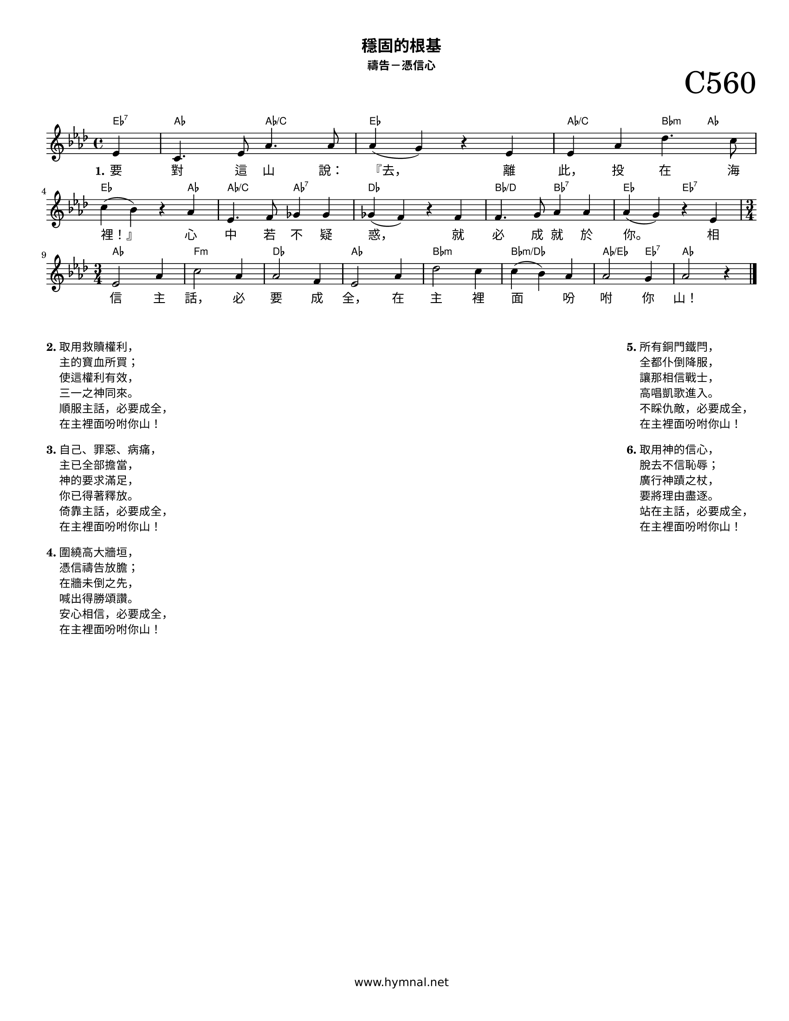 穩固的根基
禱告－憑信心
C560
E♭7 A♭ A♭/C E♭ A♭/C B♭m A♭
1. 要 對 這 山 說： 『去， 離 此， 投 在 海
4 E♭ A♭ A♭/C A♭7 D♭ B♭/D B♭7 E♭ E♭7
裡！』 心 中 若 不 疑 惑， 就 必 成 就 於 你。 相
9 A♭ Fm D♭ A♭ B♭m B♭m/D♭ A♭/E♭ E♭7 A♭
信 主 話， 必 要 成 全， 在 主 裡 面 吩 咐 你 山！
2. 取用救贖權利，
主的寶血所買；
使這權利有效，
三一之神同來。
順服主話，必要成全，
在主裡面吩咐你山！
3. 自己、罪惡、病痛，
主已全部擔當，
神的要求滿足，
你已得著釋放。
倚靠主話，必要成全，
在主裡面吩咐你山！
4. 圍繞高大牆垣，
憑信禱告放膽；
在牆未倒之先，
喊出得勝頌讚。
安心相信，必要成全，
在主裡面吩咐你山！
5. 所有銅門鐵閂，
全都仆倒降服，
讓那相信戰士，
高唱凱歌進入。
不睬仇敵，必要成全，
在主裡面吩咐你山！
6. 取用神的信心，
脫去不信恥辱；
廣行神蹟之杖，
要將理由盡逐。
站在主話，必要成全，
在主裡面吩咐你山！
www.hymnal.net